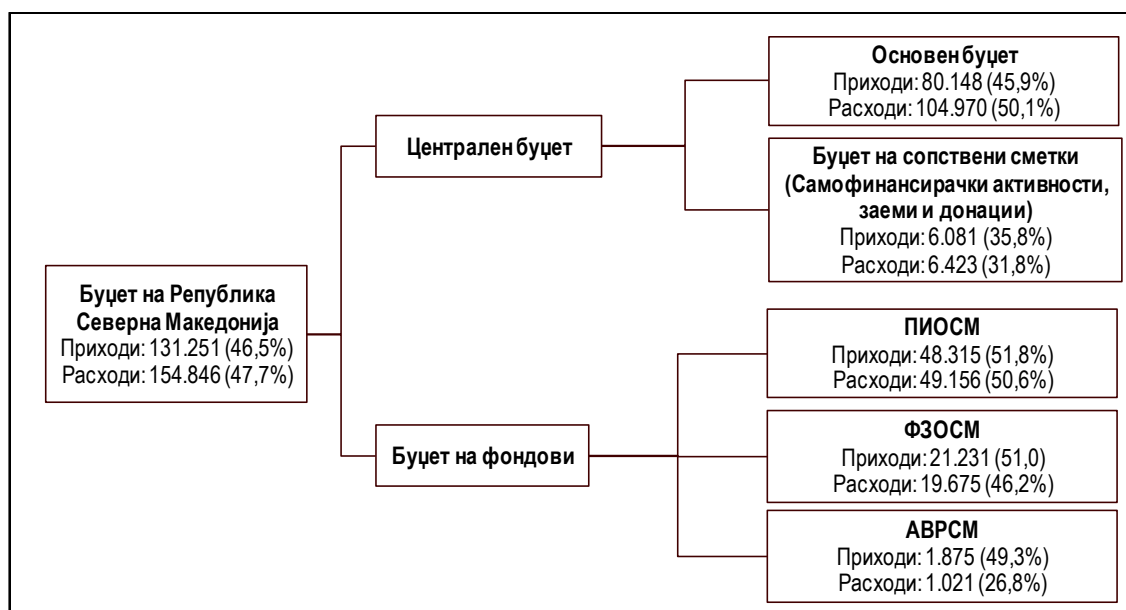 Основен буџет
Приходи: 80.148 (45,9%)
Расходи: 104.970 (50,1%)
Централен буџет
Буџет на сопствени сметки
(Самофинансирачки активности,
заеми и донации)
Приходи: 6.081 (35,8%)
Расходи: 6.423 (31,8%)
Буџет на Република
Северна Македонија
Приходи: 131.251 (46,5%)
Расходи: 154.846 (47,7%)
ПИОСМ
Приходи: 48.315 (51,8%)
Расходи: 49.156 (50,6%)
Буџет на фондови
ФЗОСМ
Приходи: 21.231 (51,0)
Расходи: 19.675 (46,2%)
АВРСМ
Приходи: 1.875 (49,3%)
Расходи: 1.021 (26,8%)